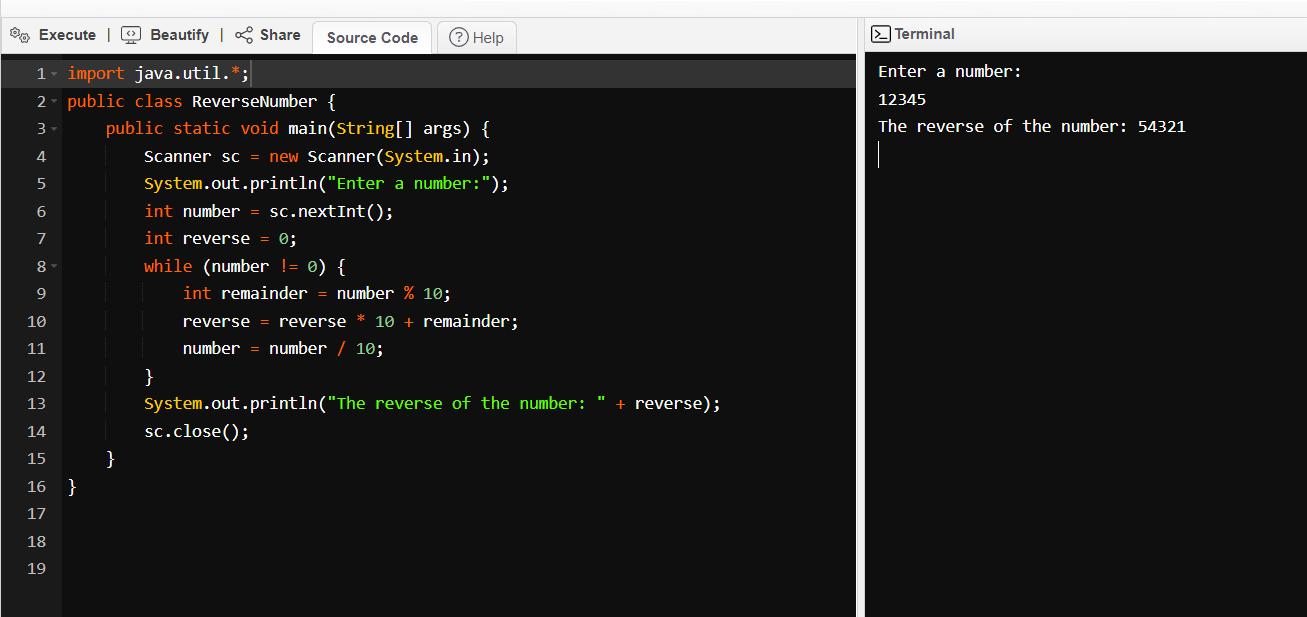 Execute | Beautify | Share Source Code Help
1 import java.util.*;
2 public class ReverseNumber {
3     public static void main(String[] args) {
4         Scanner sc = new Scanner(System.in);
5         System.out.println("Enter a number:");
6         int number = sc.nextInt();
7         int reverse = 0;
8         while (number != 0) {
9             int remainder = number % 10;
10             reverse = reverse * 10 + remainder;
11             number = number / 10;
12         }
13         System.out.println("The reverse of the number: " + reverse);
14         sc.close();
15     }
16 }
17
18
19
Terminal
Enter a number:
12345
The reverse of the number: 54321